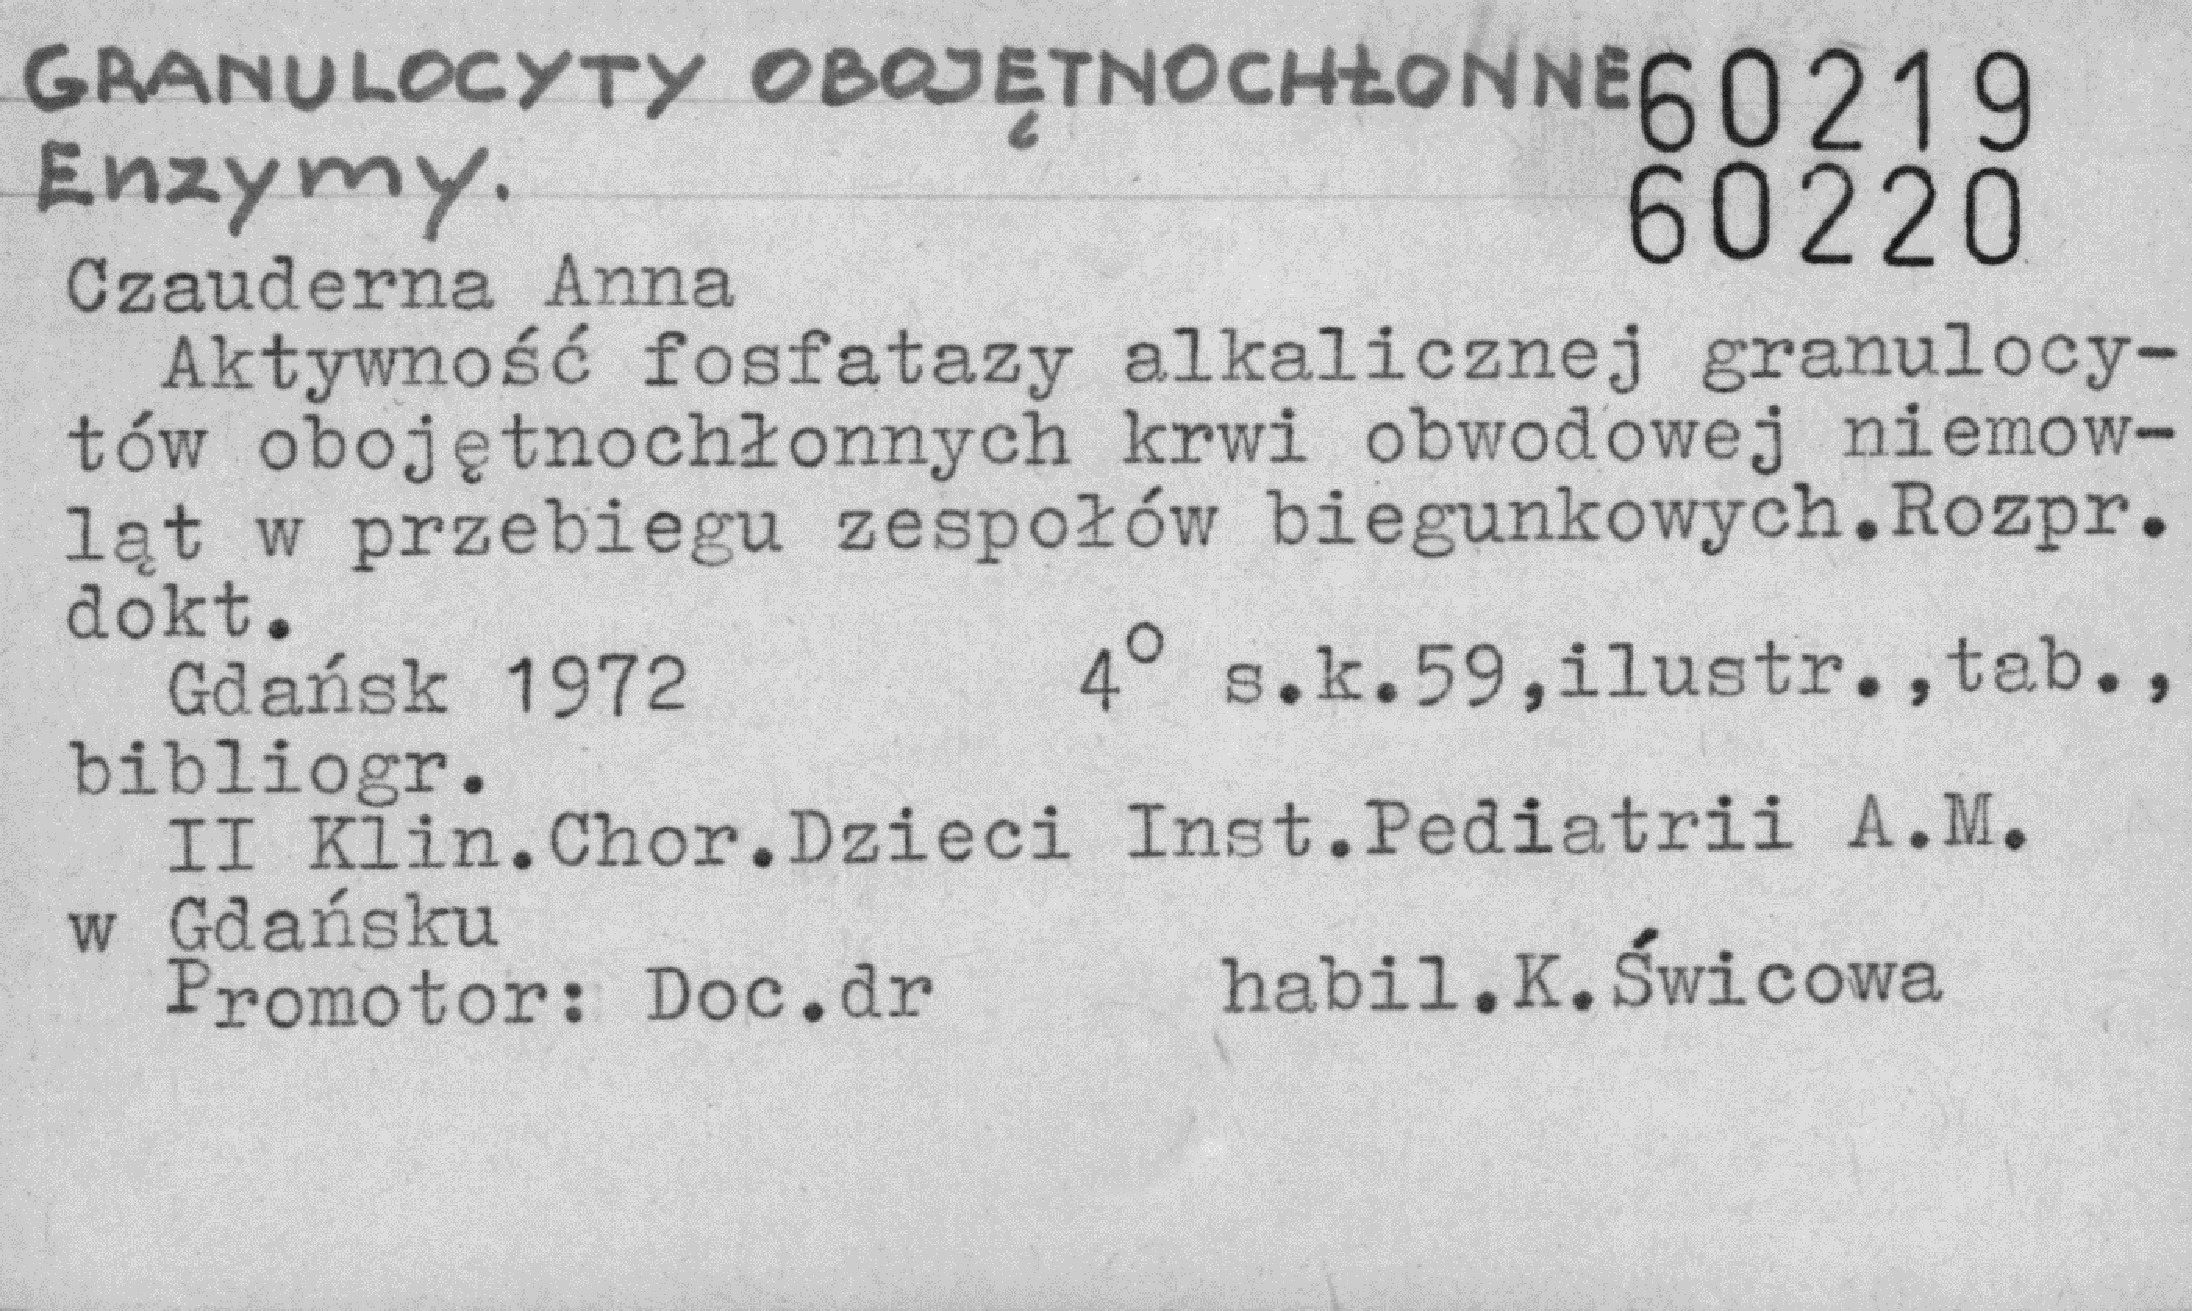 GRANULOCYTY OBOJĘTNOCHŁONNE 60219
Enzymy. 60220
Czauderna Anna
Aktywność fosfatazy alkalicznej granulocy-
tów obojętnochłonnych krwi obwodowej niemow-
ląt w przebiegu zespołów biegunkowych.Rozpr.
dokt.
Gdańsk 1972 4° s.k.59,ilustr.,tab.,
bibliogr.
II Klin.Chor.Dzieci Inst.Pediatrii A.M.
w Gdańsku
Promotor: Doc.dr habil.K.Świcowa